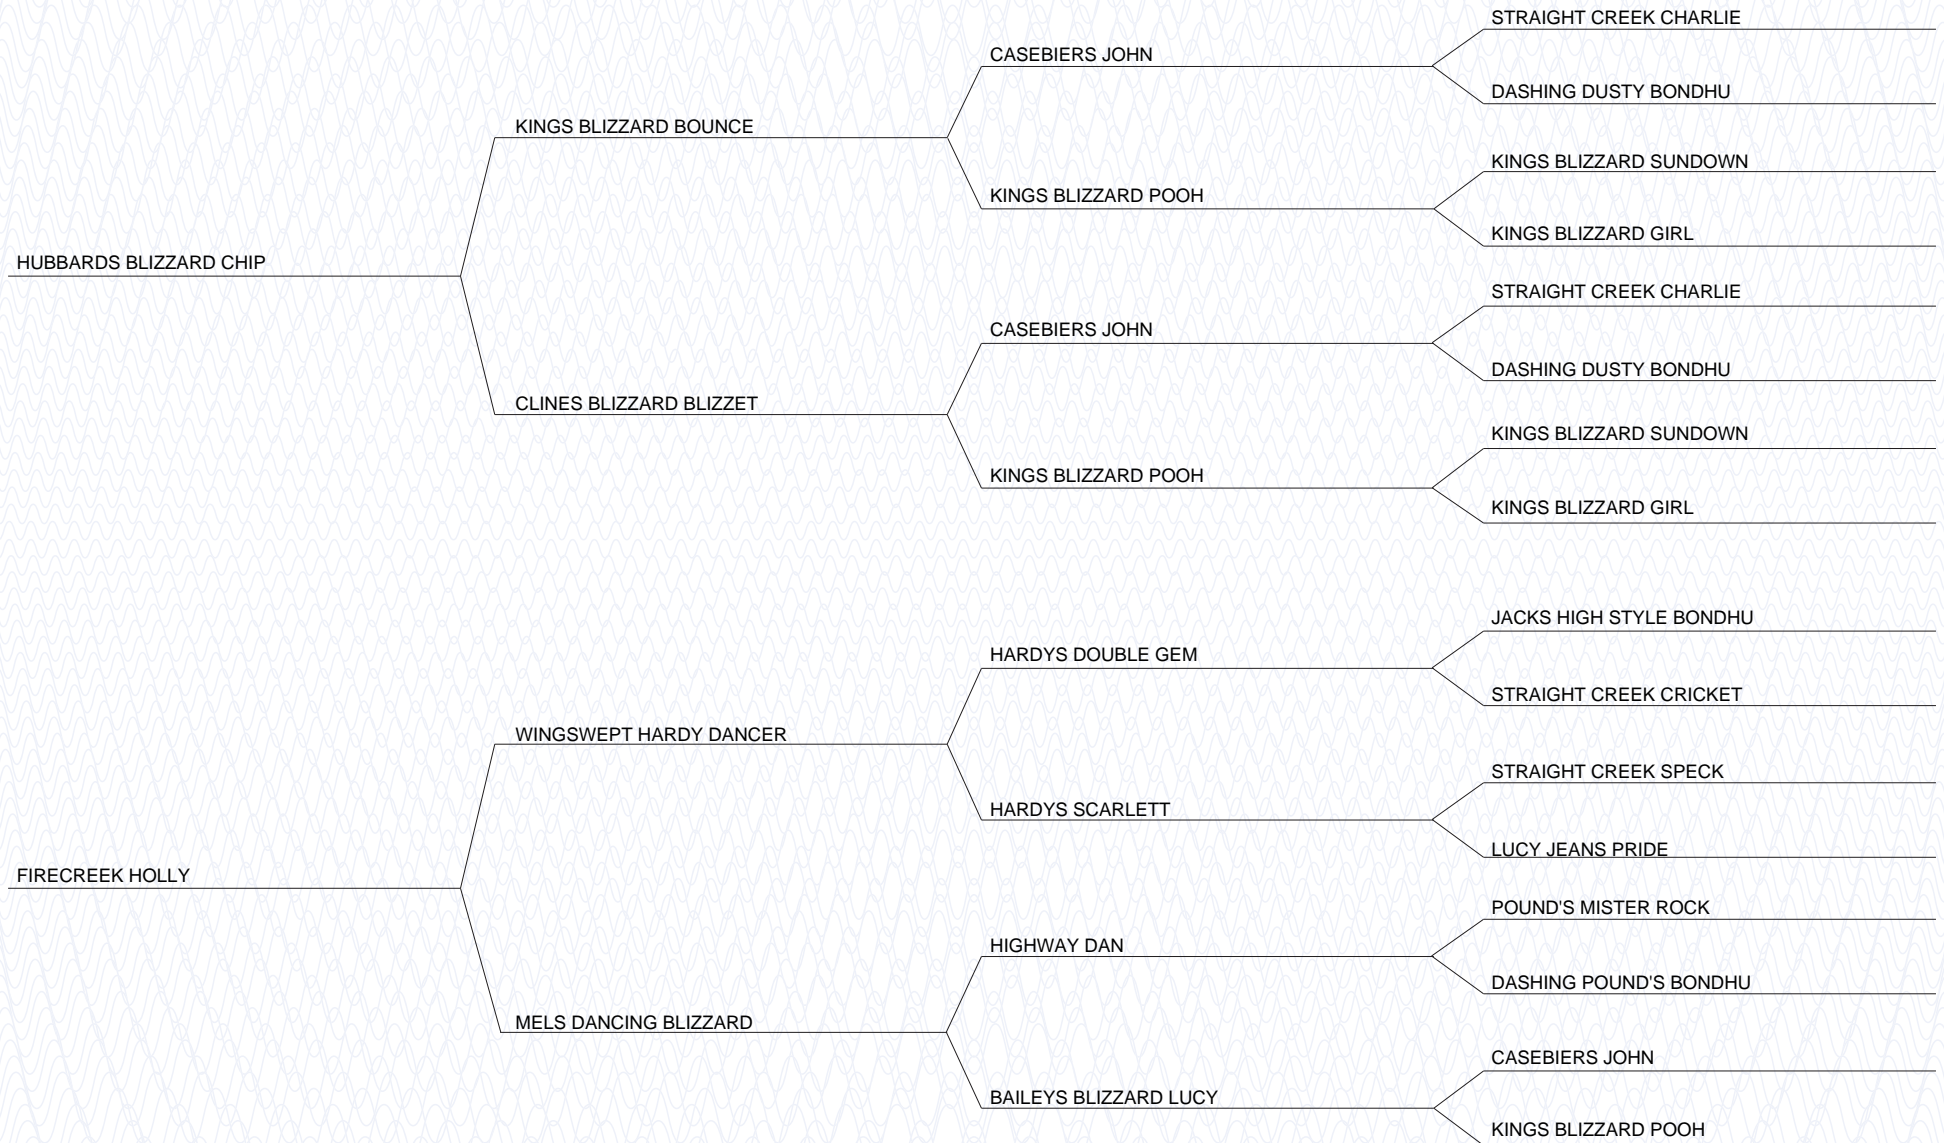 STRAIGHT CREEK CHARLIE
CASEBIERS JOHN
DASHING DUSTY BONDHU
KINGS BLIZZARD BOUNCE
KINGS BLIZZARD SUNDOWN
KINGS BLIZZARD POOH
KINGS BLIZZARD GIRL
HUBBARDS BLIZZARD CHIP
STRAIGHT CREEK CHARLIE
CASEBIERS JOHN
DASHING DUSTY BONDHU
CLINES BLIZZARD BLIZZET
KINGS BLIZZARD SUNDOWN
KINGS BLIZZARD POOH
KINGS BLIZZARD GIRL
JACKS HIGH STYLE BONDHU
HARDYS DOUBLE GEM
STRAIGHT CREEK CRICKET
WINGSWEPT HARDY DANCER
STRAIGHT CREEK SPECK
HARDYS SCARLETT
LUCY JEANS PRIDE
FIRECREEK HOLLY
POUND'S MISTER ROCK
HIGHWAY DAN
DASHING POUND'S BONDHU
MELS DANCING BLIZZARD
CASEBIERS JOHN
BAILEYS BLIZZARD LUCY
KINGS BLIZZARD POOH